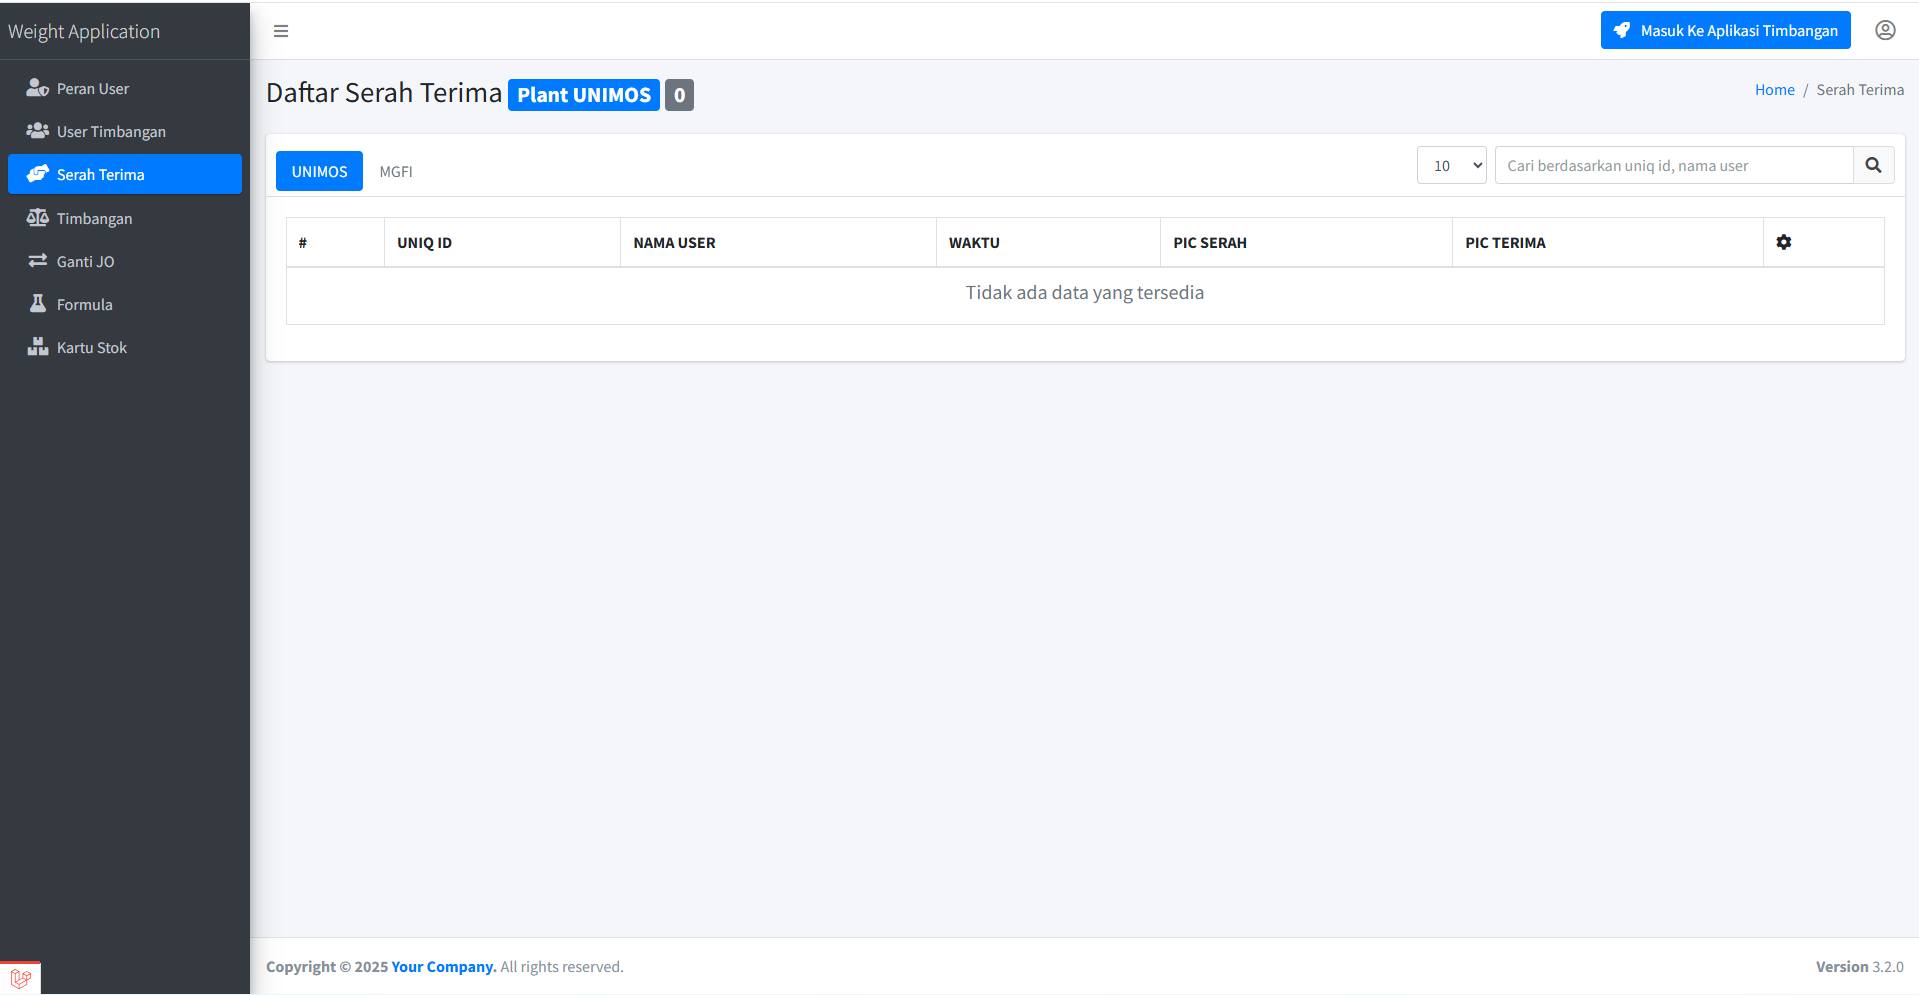 Weight Application
Masuk Ke Aplikasi Timbangan
Peran User
User Timbangan
Serah Terima
Timbangan
Ganti JO
Formula
Kartu Stok
Daftar Serah Terima Plant UNIMOS 0
Home / Serah Terima
UNIMOS MGFI
10 Cari berdasarkan uniq id, nama user
# UNIQ ID NAMA USER WAKTU PIC SERAH PIC TERIMA
Tidak ada data yang tersedia
Copyright © 2025 Your Company. All rights reserved.
Version 3.2.0